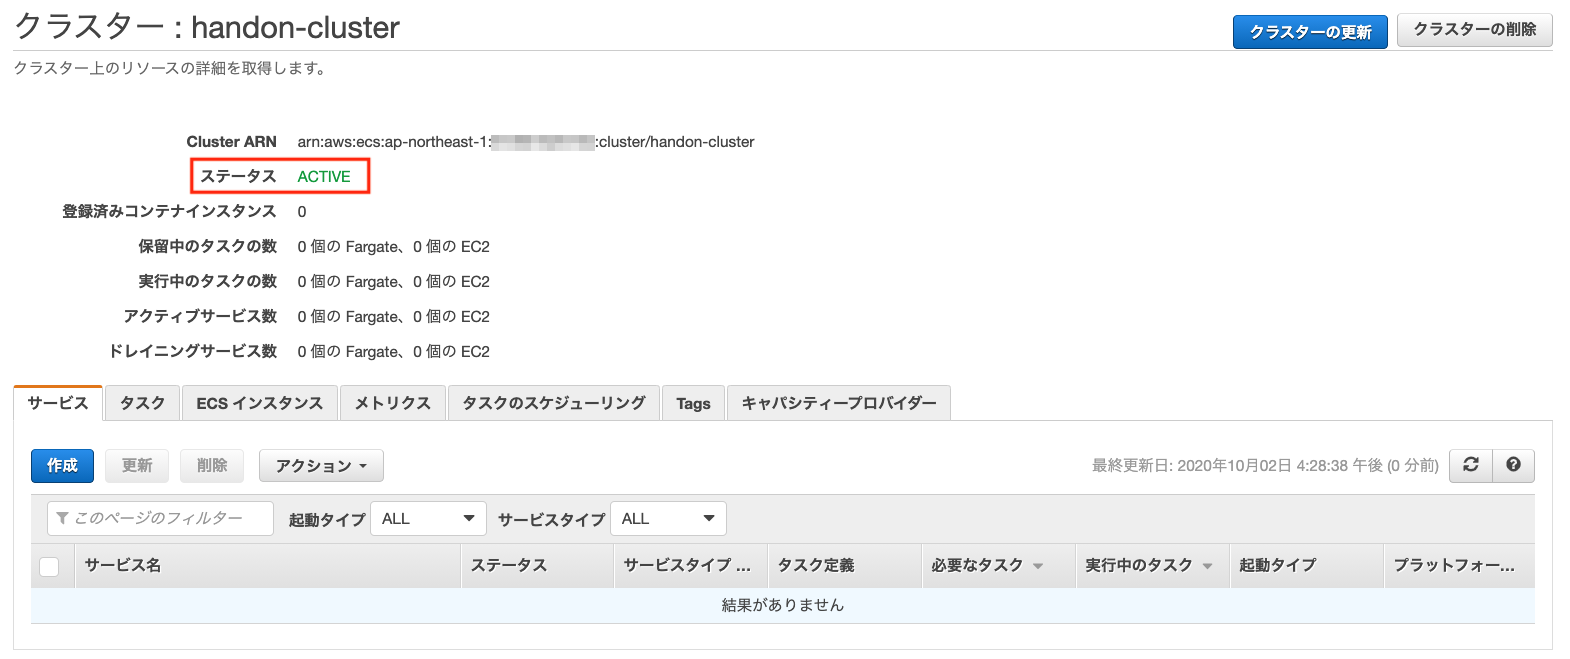 クラスター : handon-cluster
クラスターの更新
クラスターの削除
クラスター上のリソースの詳細を取得します。
Cluster ARN arn:aws:ecs:ap-northeast-1: :cluster/handon-cluster
ステータス ACTIVE
登録済みコンテナインスタンス 0
保留中のタスクの数 0 個の Fargate、0 個の EC2
実行中のタスクの数 0 個の Fargate、0 個の EC2
アクティブサービス数 0 個の Fargate、0 個の EC2
ドレイニングサービス数 0 個の Fargate、0 個の EC2
サービス タスク ECS インスタンス メトリクス タスクのスケジューリング Tags キャパシティープロバイダー
作成 更新 削除 アクション 最終更新日: 2020年10月02日 4:28:38 午後 (0 分前)
このページのフィルター 起動タイプ ALL サービスタイプ ALL
サービス名 ステータス サービスタイプ ... タスク定義 必要なタスク 実行中のタスク 起動タイプ プラットフォー...
結果がありません